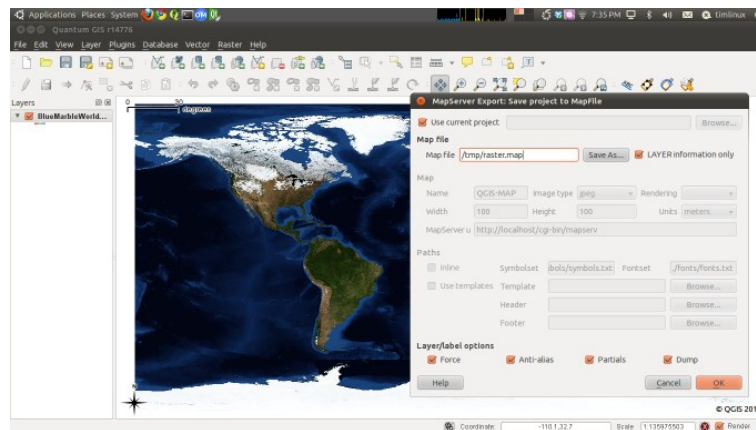 Applications Places System
7:35 PM
timlinux
Quantum GIS r14776
File Edit View Layer Plugins Database Vector Raster Help
Layers
BlueMarbleWorld...
0 30
degrees
MapServer Export: Save project to MapFile
Use current project
Browse...
Map file
Map file /tmp/raster.map Save As... LAYER information only
Map
Name QGIS-MAP Image type jpeg Rendering
Width 100 Height 100 Units meters
MapServer u http://localhost/cgi-bin/mapserv
Paths
Inline Symbolset bols/symbols.txt Fontset ./fonts/fonts.txt
Use templates Template Browse...
Header Browse...
Footer Browse...
Layer/label options
Force Anti-alias Partials Dump
Help Cancel OK
© QGIS 201
Coordinate: -110.1,32.7 Scale 1:135975503 Render